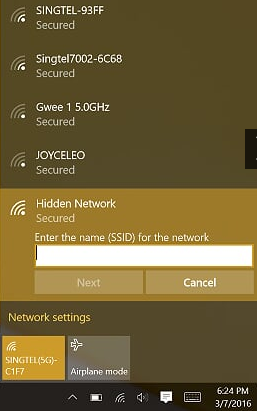 SINGTEL-93FF
Secured
Singtel7002-6C68
Secured
Gwee 1 5.0GHz
Secured
JOYCELEO
Secured
Hidden Network
Secured
Enter the name (SSID) for the network
Next
Cancel
Network settings
SINGTEL(5G)-
C1F7
Airplane mode
6:24 PM
3/7/2016